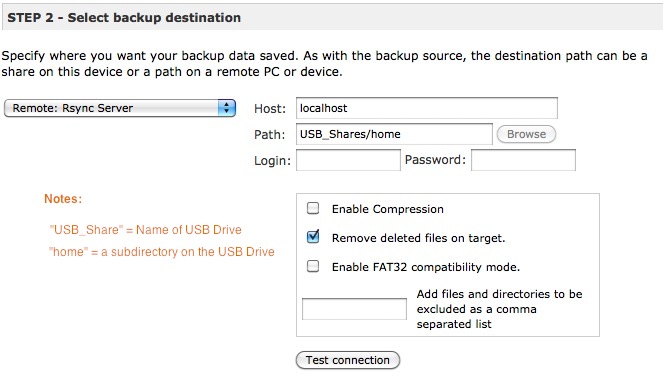 STEP 2 - Select backup destination
Specify where you want your backup data saved. As with the backup source, the destination path can be a
share on this device or a path on a remote PC or device.
Remote: Rsync Server
Host: localhost
Path: USB_Shares/home Browse
Login: Password:
Notes:
"USB_Share" = Name of USB Drive
"home" = a subdirectory on the USB Drive
Enable Compression
Remove deleted files on target.
Enable FAT32 compatibility mode.
Add files and directories to be
excluded as a comma
separated list
Test connection